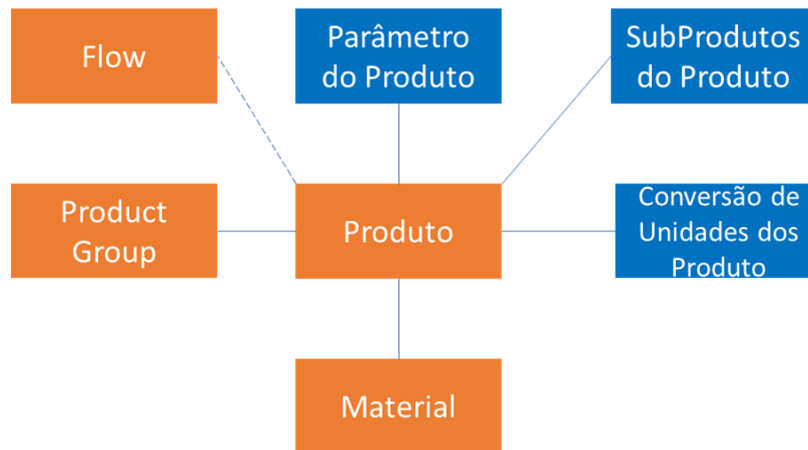 Flow
Parâmetro
do Produto
SubProdutos
do Produto
Product
Group
Produto
Conversão de
Unidades dos
Produto
Material